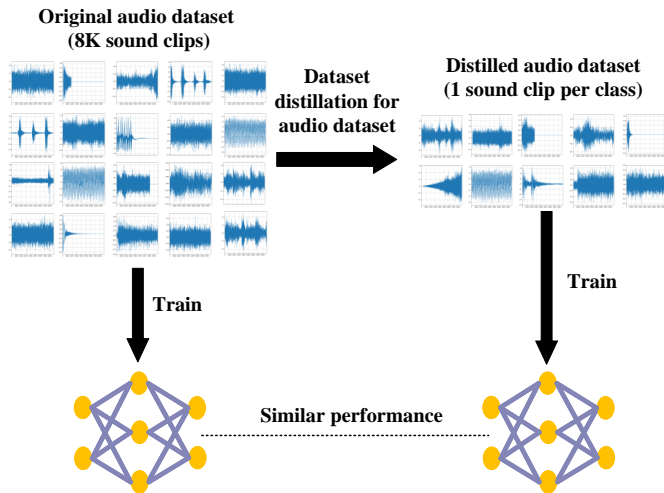 Original audio dataset
(8K sound clips)
Dataset
distillation for
audio dataset
Distilled audio dataset
(1 sound clip per class)
Train
Train
Similar performance